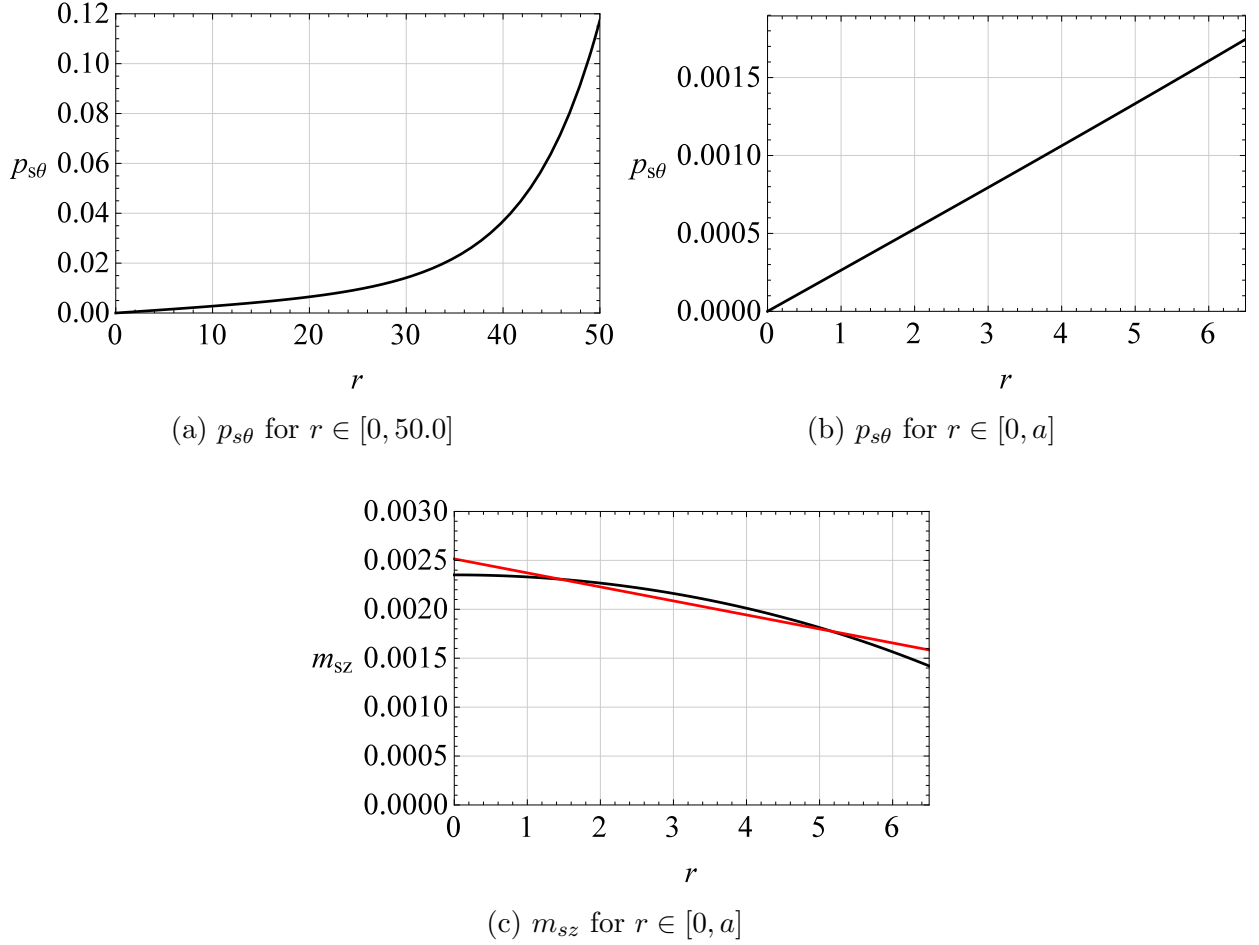 0.12
0.10
0.08
0.06
0.04
0.02
0.00
p_{sθ}
0 10 20 30 40 50
r
(a) p_{sθ} for r ∈ [0, 50.0]
0.0015
0.0010
0.0005
0.0000
p_{sθ}
0 1 2 3 4 5 6
r
(b) p_{sθ} for r ∈ [0, a]
0.0030
0.0025
0.0020
0.0015
0.0010
0.0005
0.0000
m_{sz}
0 1 2 3 4 5 6
r
(c) m_{sz} for r ∈ [0, a]